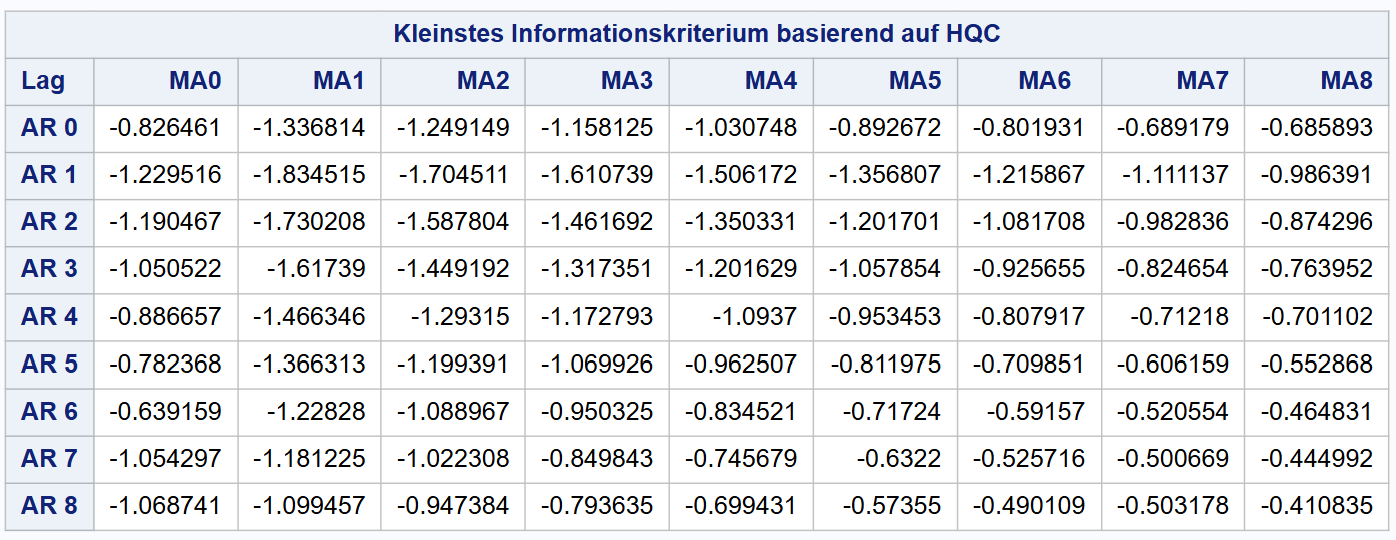 Kleinstes Informationskriterium basierend auf HQC
Lag MA0 MA1 MA2 MA3 MA4 MA5 MA6 MA7 MA8
AR 0 -0.826461 -1.336814 -1.249149 -1.158125 -1.030748 -0.892672 -0.801931 -0.689179 -0.685893
AR 1 -1.229516 -1.834515 -1.704511 -1.610739 -1.506172 -1.356807 -1.215867 -1.111137 -0.986391
AR 2 -1.190467 -1.730208 -1.587804 -1.461692 -1.350331 -1.201701 -1.081708 -0.982836 -0.874296
AR 3 -1.050522 -1.61739 -1.449192 -1.317351 -1.201629 -1.057854 -0.925655 -0.824654 -0.763952
AR 4 -0.886657 -1.466346 -1.29315 -1.172793 -1.0937 -0.953453 -0.807917 -0.71218 -0.701102
AR 5 -0.782368 -1.366313 -1.199391 -1.069926 -0.962507 -0.811975 -0.709851 -0.606159 -0.552868
AR 6 -0.639159 -1.22828 -1.088967 -0.950325 -0.834521 -0.71724 -0.59157 -0.520554 -0.464831
AR 7 -1.054297 -1.181225 -1.022308 -0.849843 -0.745679 -0.6322 -0.525716 -0.500669 -0.444992
AR 8 -1.068741 -1.099457 -0.947384 -0.793635 -0.699431 -0.57355 -0.490109 -0.503178 -0.410835